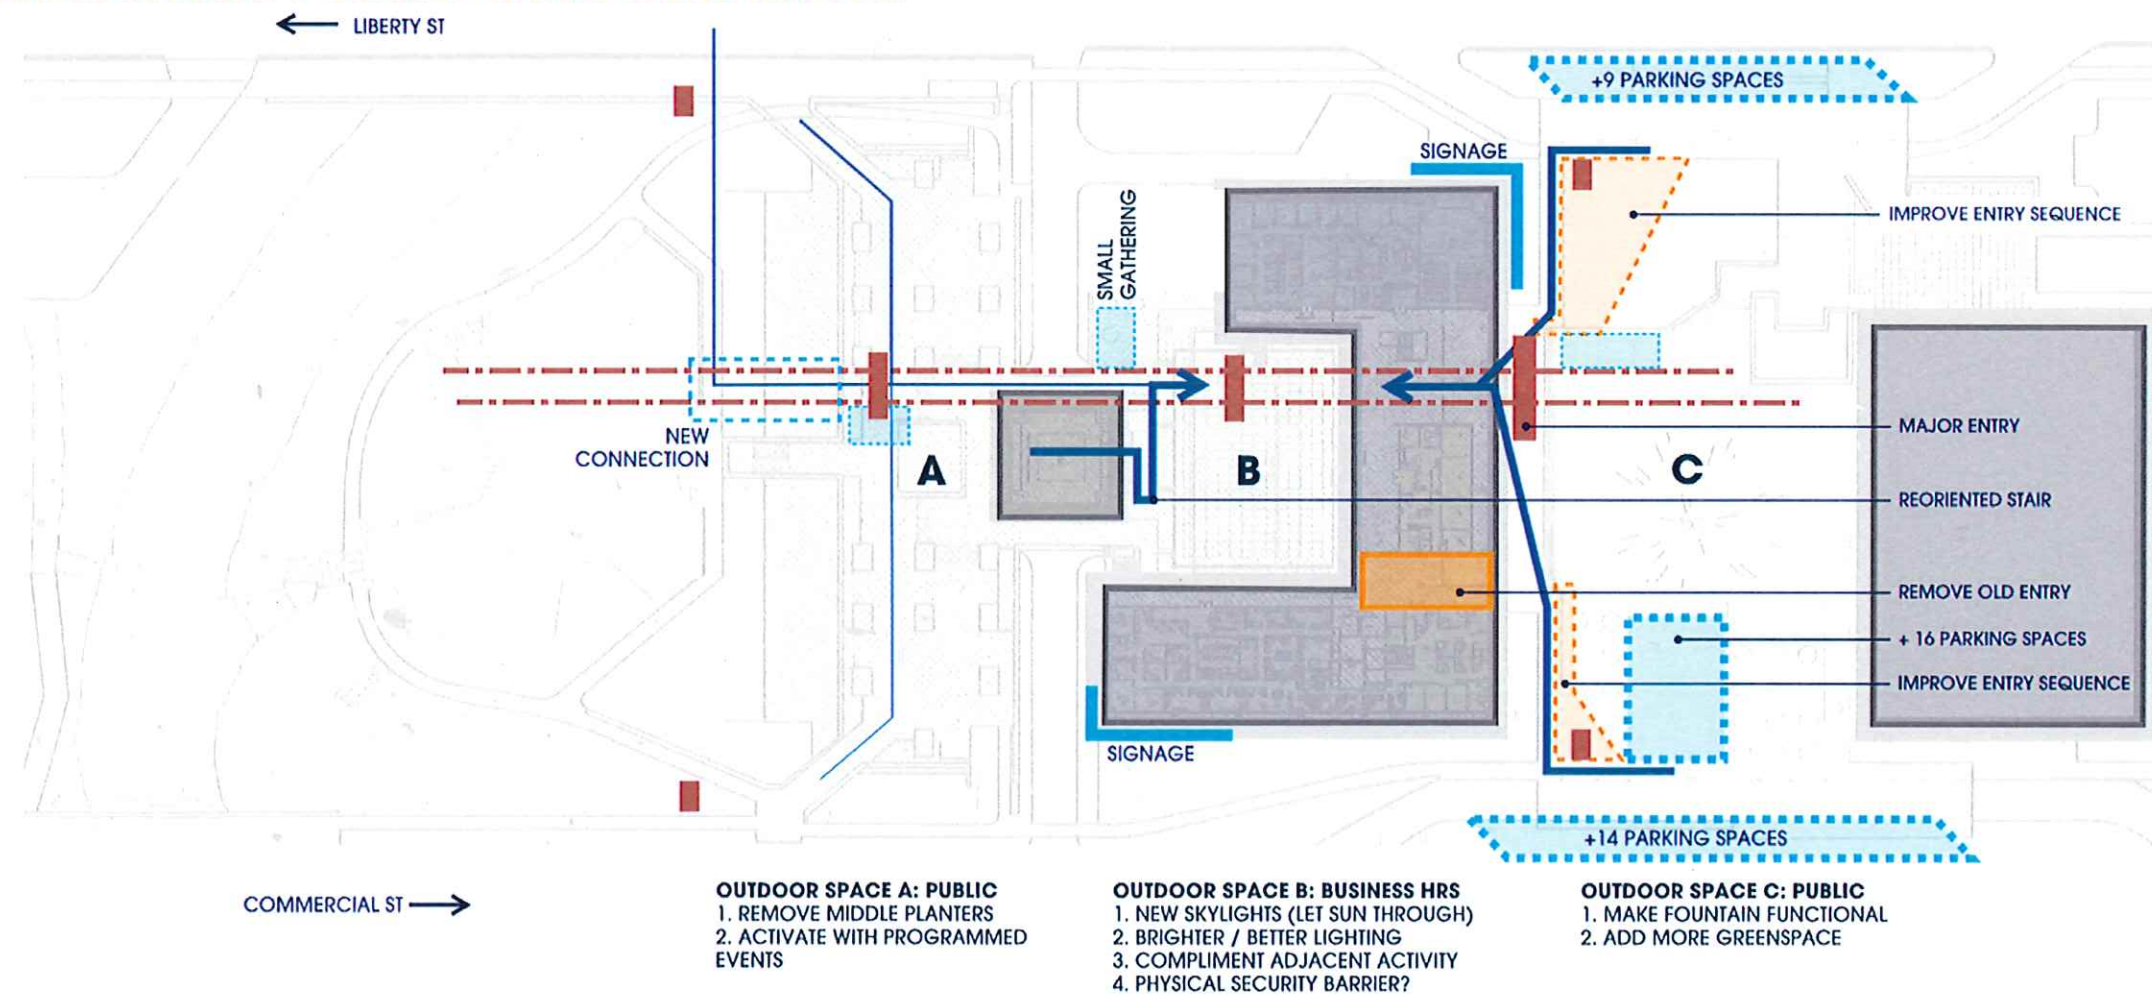 LIBERTY ST
+9 PARKING SPACES
SIGNAGE
SMALL
GATHERING
IMPROVE ENTRY SEQUENCE
NEW
CONNECTION
A
B
C
MAJOR ENTRY
REORIENTED STAIR
REMOVE OLD ENTRY
+ 16 PARKING SPACES
IMPROVE ENTRY SEQUENCE
SIGNAGE
+14 PARKING SPACES
COMMERCIAL ST
OUTDOOR SPACE A: PUBLIC
1. REMOVE MIDDLE PLANTERS
2. ACTIVATE WITH PROGRAMMED
EVENTS
OUTDOOR SPACE B: BUSINESS HRS
1. NEW SKYLIGHTS (LET SUN THROUGH)
2. BRIGHTER / BETTER LIGHTING
3. COMPLIMENT ADJACENT ACTIVITY
4. PHYSICAL SECURITY BARRIER?
OUTDOOR SPACE C: PUBLIC
1. MAKE FOUNTAIN FUNCTIONAL
2. ADD MORE GREENSPACE